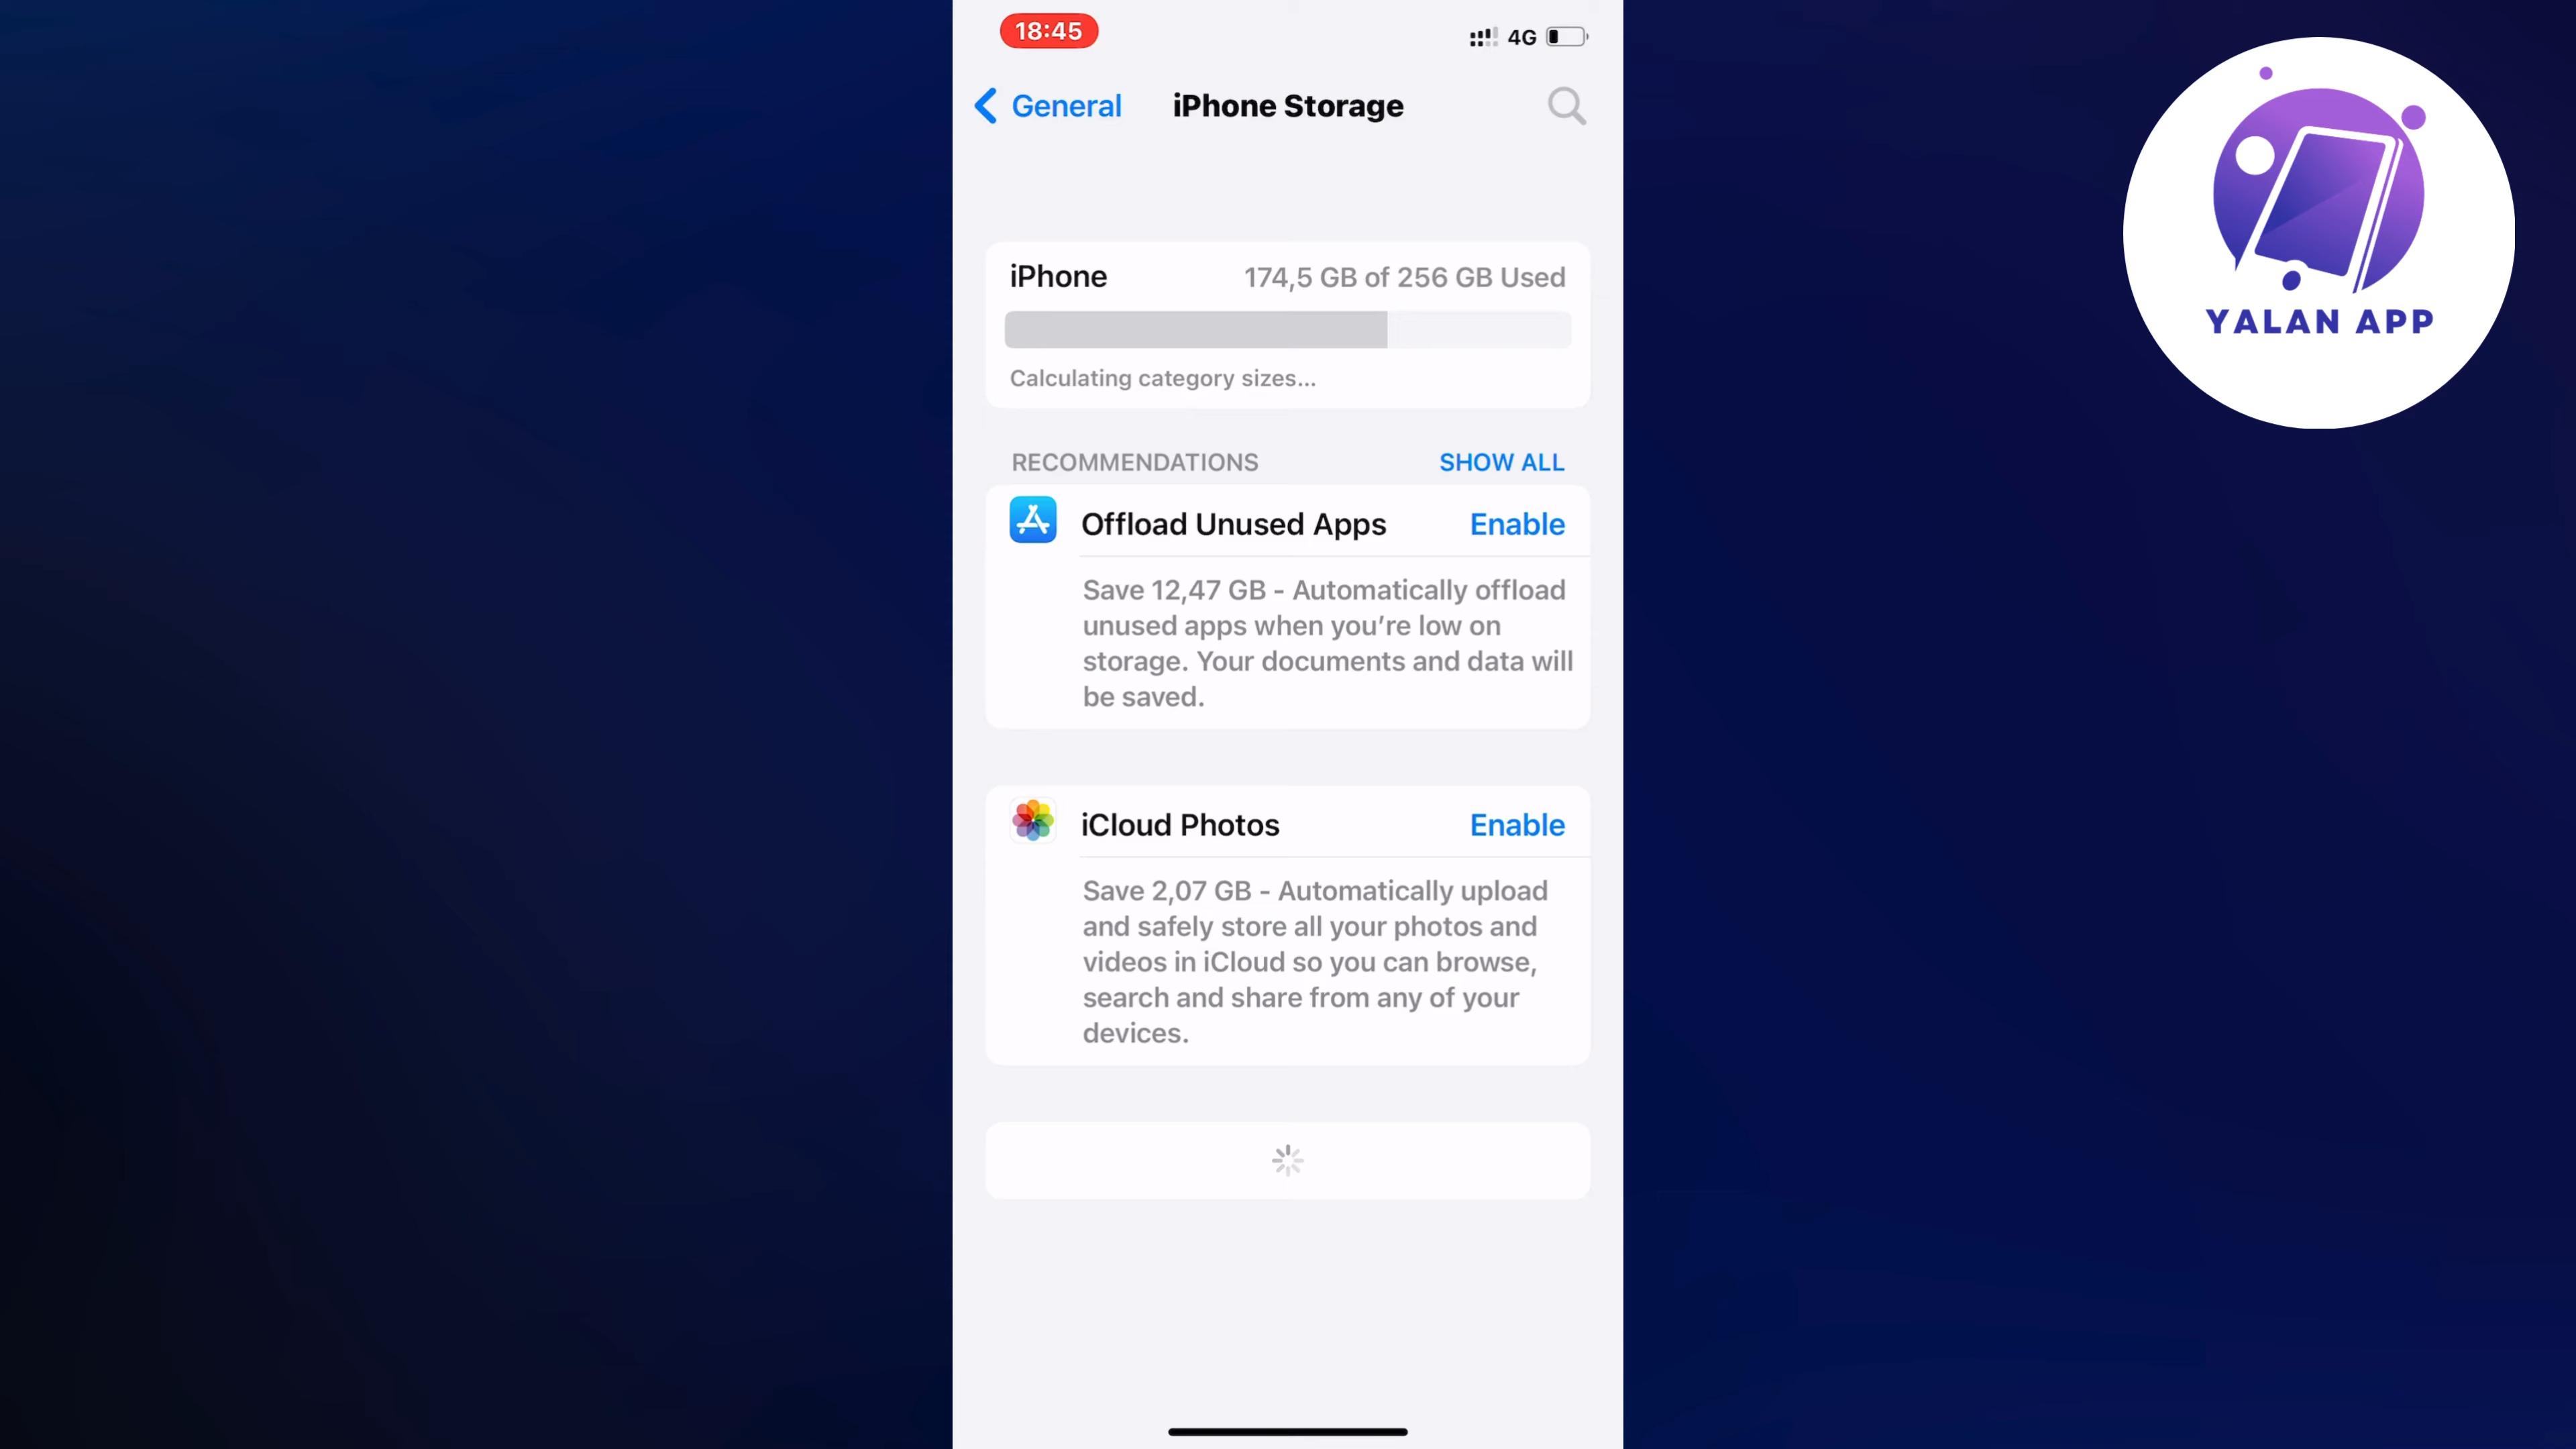 18:45
4G
General
iPhone Storage
YALAN APP
iPhone
174,5 GB of 256 GB Used
Calculating category sizes...
RECOMMENDATIONS
SHOW ALL
Offload Unused Apps
Enable
Save 12,47 GB - Automatically offload
unused apps when you're low on
storage. Your documents and data will
be saved.
iCloud Photos
Enable
Save 2,07 GB - Automatically upload
and safely store all your photos and
videos in iCloud so you can browse,
search and share from any of your
devices.